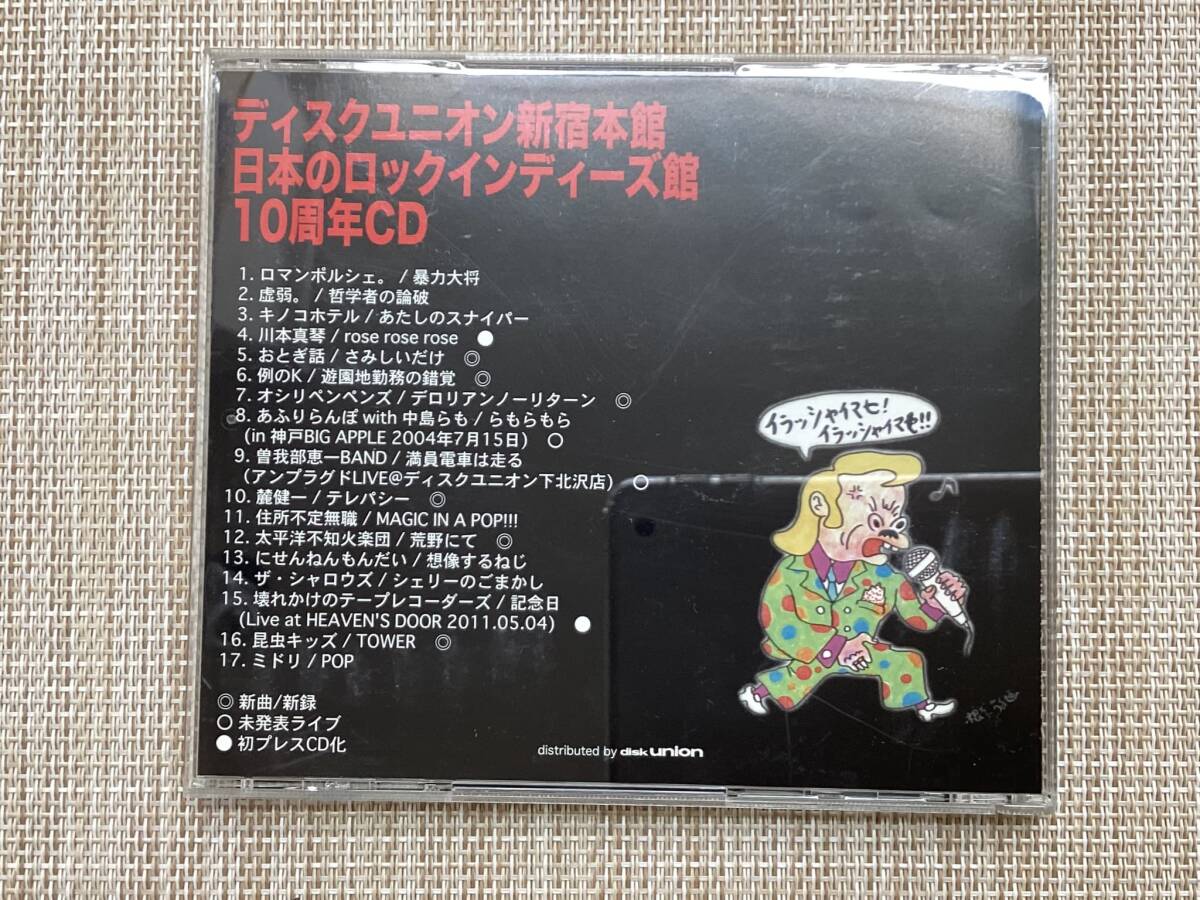 ディスクユニオン新宿本館
日本のロックインディーズ館
10周年CD
1. ロマンポルシェ。 / 暴力大将
2. 虚弱。 / 哲学者の論破
3. キノコホテル / あたしのスナイパー
4. 川本真琴 / rose rose rose ●
5. おとぎ話 / さみしいだけ ◎
6. 例のK / 遊園地勤務の錯覚 ◎
7. オシリペンペンズ / デロリアンノーリターン ◎
8. あふりらんぽ with 中島らも / らもらもら
(in 神戸BIG APPLE 2004年7月15日) ○
9. 曽我部恵一BAND / 満員電車は走る
(アンプラグドLIVE@ディスクユニオン下北沢店) ○
10. 麓健一 / テレパシー ◎
11. 住所不定無職 / MAGIC IN A POP!!!
12. 太平洋不知火楽団 / 荒野にて ◎
13. にせんねんもんだい / 想像するねじ
14. ザ・シャロウズ / シェリーのごまかし
15. 壊れかけのテープレコーダーズ / 記念日
(Live at HEAVEN'S DOOR 2011.05.04) ●
16. 昆虫キッズ / TOWER ◎
17. ミドリ / POP
◎ 新曲/新録
○ 未発表ライブ
● 初プレスCD化
distributed by disk union
イラッシャイマセ!
イラッシャイマセ!!